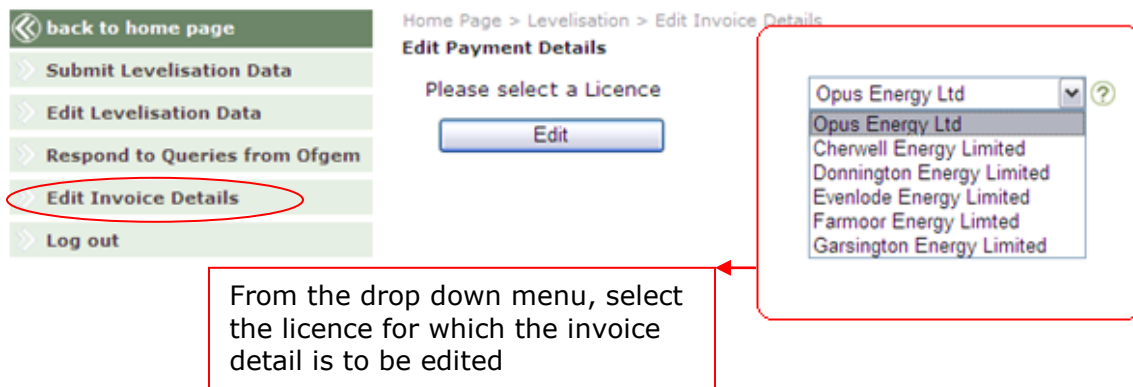 back to home page
Submit Levelisation Data
Edit Levelisation Data
Respond to Queries from Ofgem
Edit Invoice Details
Log out
Home Page > Levelisation > Edit Invoice Details
Edit Payment Details
Please select a Licence
Edit
Opus Energy Ltd
?
Opus Energy Ltd
Cherwell Energy Limited
Donnington Energy Limited
Evenlode Energy Limited
Farmoor Energy Limted
Garsington Energy Limited
From the drop down menu, select
the licence for which the invoice
detail is to be edited